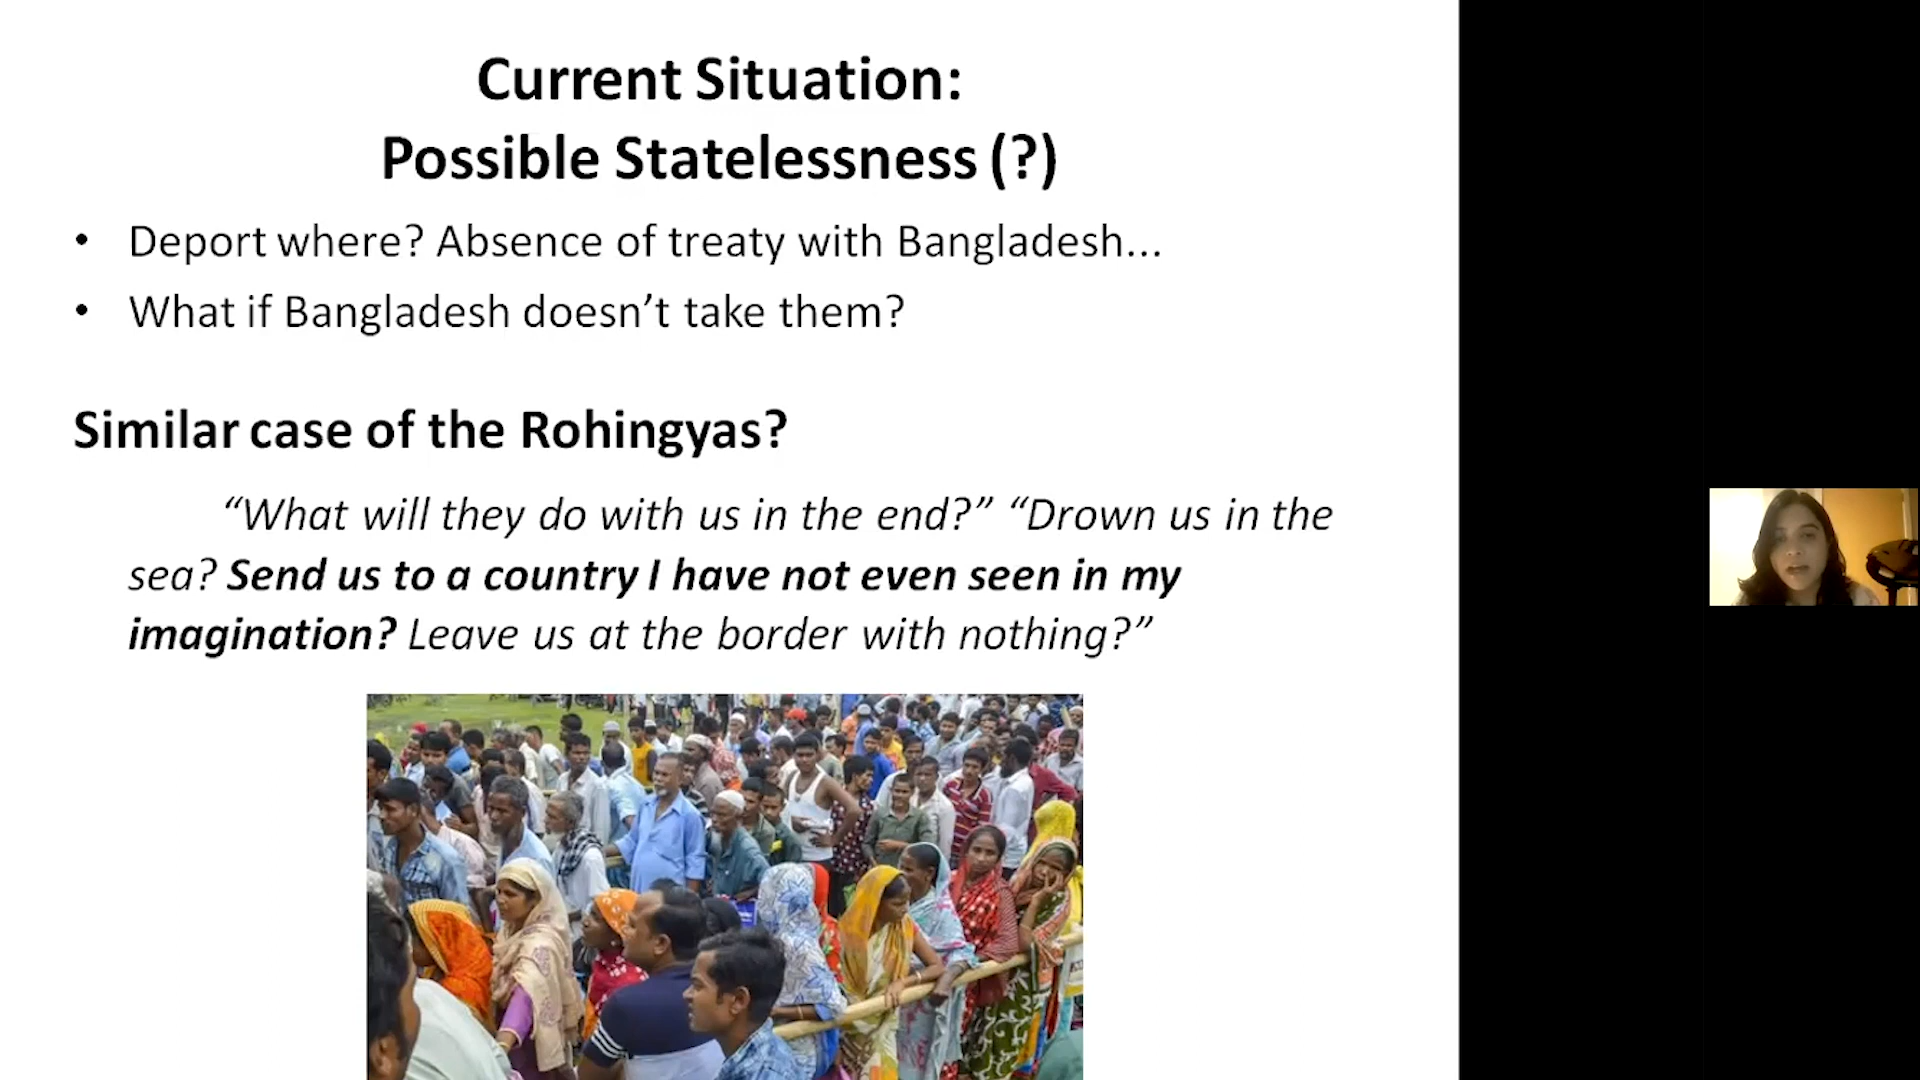 Current Situation:
Possible Statelessness (?)
• Deport where? Absence of treaty with Bangladesh...
• What if Bangladesh doesn’t take them?
Similar case of the Rohingyas?
“What will they do with us in the end?” “Drown us in the
sea? Send us to a country I have not even seen in my
imagination? Leave us at the border with nothing?”